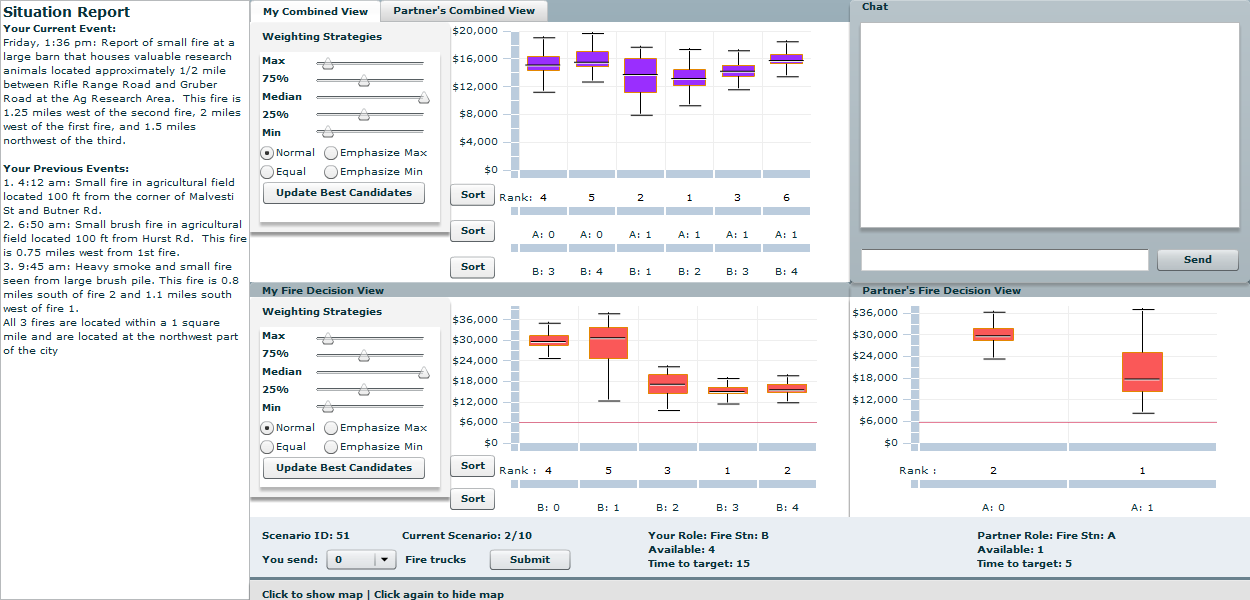 Situation Report
Your Current Event:
Friday, 1:36 pm: Report of small fire at a
large barn that houses valuable research
animals located approximately 1/2 mile
between Rifle Range Road and Gruber
Road at the Ag Research Area.  This fire is
1.25 miles west of the second fire, 2 miles
west of the first fire, and 1.5 miles
northwest of the third.
Your Previous Events:
1. 4:12 am: Small fire in agricultural field
located 100 ft from the corner of Malvesti
St and Butner Rd.
2. 6:50 am: Small brush fire in agricultural
field located 100 ft from Hurst Rd.  This fire
is 0.75 miles west from 1st fire.
3. 9:45 am: Heavy smoke and small fire
seen from large brush pile. This fire is 0.8
miles south of fire 2 and 1.1 miles south
west of fire 1.
All 3 fires are located within a 1 square
mile and are located at the northwest part
of the city
My Combined View
Partner's Combined View
Weighting Strategies
Max
75%
Median
25%
Min
Normal
Emphasize Max
Equal
Emphasize Min
Update Best Candidates
$20,000
$16,000
$12,000
$8,000
$4,000
$0
Sort
Rank: 4 5 2 1 3 6
Sort
A: 0 A: 0 A: 1 A: 1 A: 1 A: 1
Sort
B: 3 B: 4 B: 1 B: 2 B: 3 B: 4
Chat
Send
My Fire Decision View
Weighting Strategies
Max
75%
Median
25%
Min
Normal
Emphasize Max
Equal
Emphasize Min
Update Best Candidates
$36,000
$30,000
$24,000
$18,000
$12,000
$6,000
$0
Sort
Rank : 4 5 3 1 2
Sort
B: 0 B: 1 B: 2 B: 3 B: 4
Partner's Fire Decision View
$36,000
$30,000
$24,000
$18,000
$12,000
$6,000
$0
Rank : 2 1
A: 0 A: 1
Scenario ID: 51
Current Scenario: 2/10
You send:
0
Fire trucks
Submit
Your Role: Fire Stn: B
Available: 4
Time to target: 15
Partner Role: Fire Stn: A
Available: 1
Time to target: 5
Click to show map | Click again to hide map